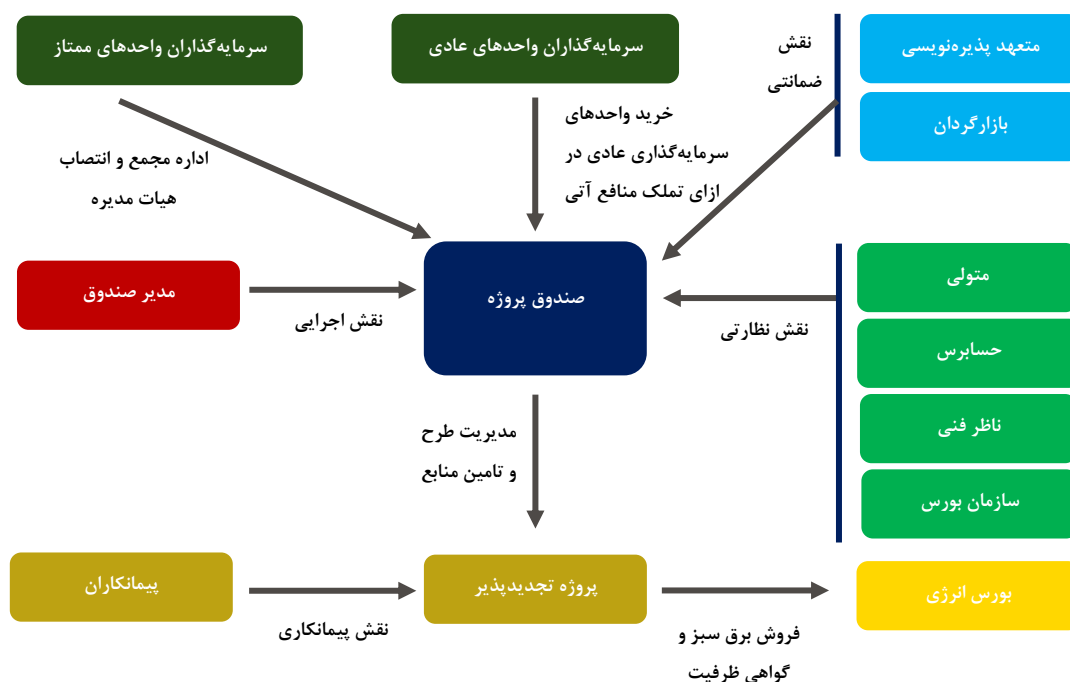 متعهد پذیره‌نویسی
بازارگردان
نقش
ضمانتی
سرمایه‌گذاران واحدهای عادی
سرمایه‌گذاران واحدهای ممتاز
خرید واحدهای
سرمایه‌گذاری عادی در
ازای تملک منافع آتی
اداره مجمع و انتصاب
هیات مدیره
متولی
حسابرس
ناظر فنی
سازمان بورس
نقش نظارتی
صندوق پروژه
مدیر صندوق
نقش اجرایی
مدیریت طرح
و تامین منابع
پیمانکاران
نقش پیمانکاری
پروژه تجدیدپذیر
فروش برق سبز و
گواهی ظرفیت
بورس انرژی